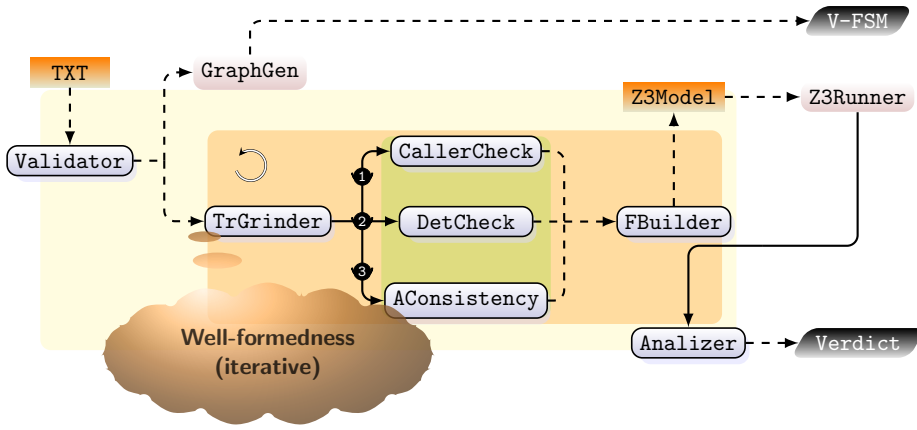 V-FSM
TXT
GraphGen
Z3Model
Z3Runner
Validator
CallerCheck
1
TrGrinder
2
DetCheck
FBuilder
3
AConsistency
Well-formedness
(iterative)
Analizer
Verdict